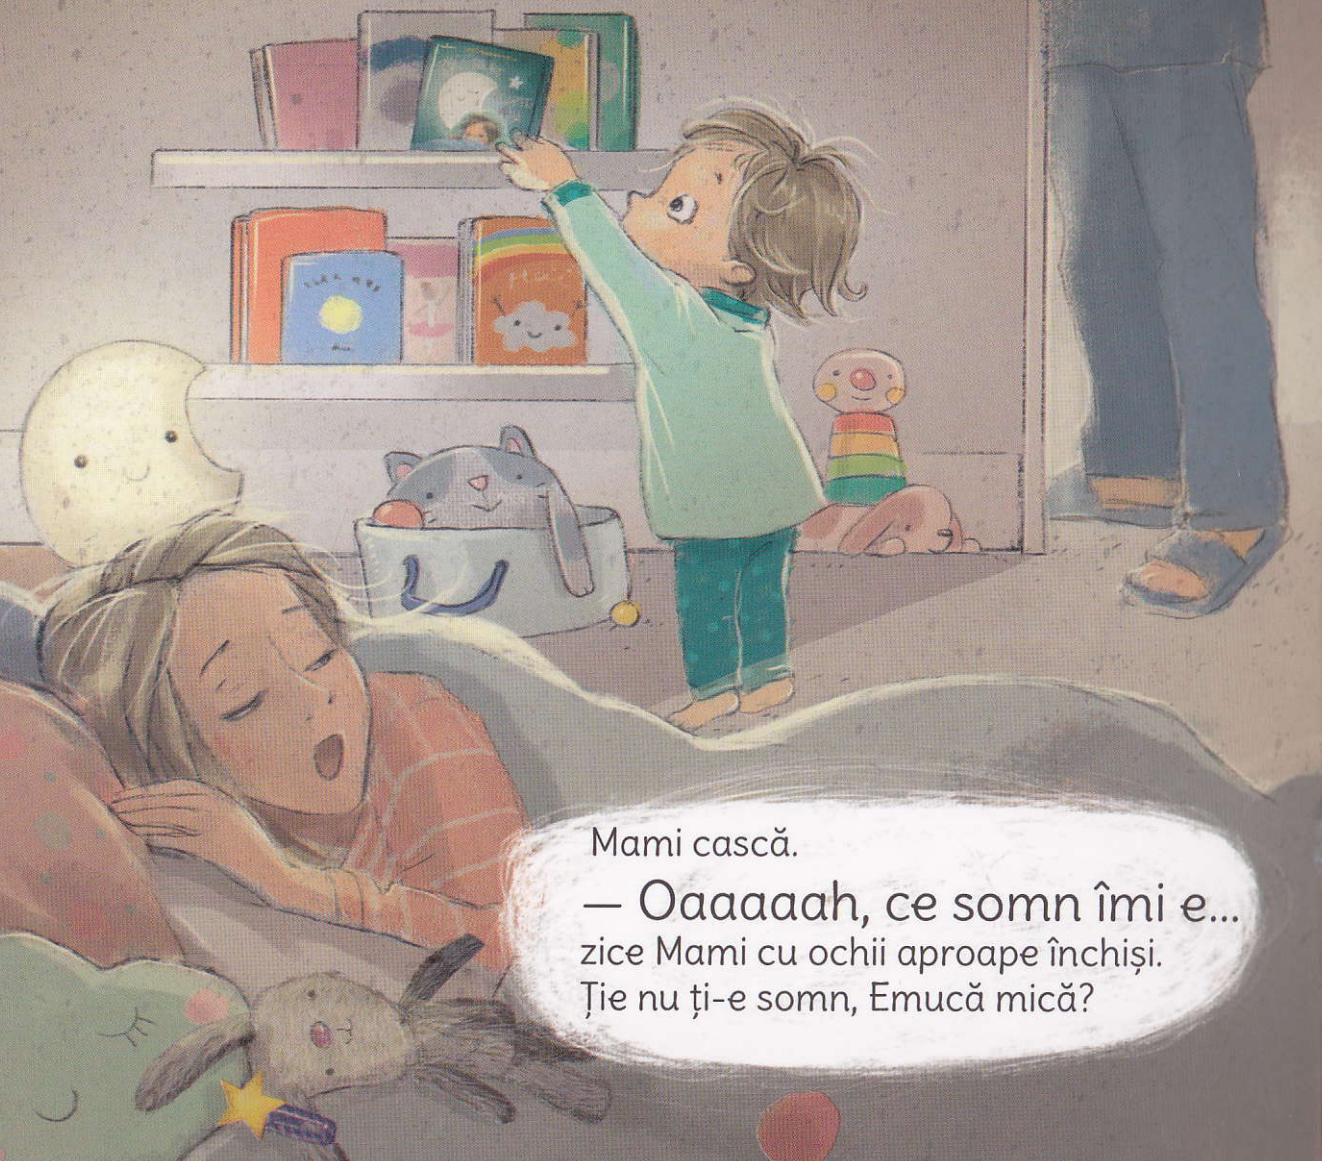 Mami cască.
— Oaaaaah, ce somn îmi e...
zice Mami cu ochii aproape închiși.
Ție nu ți-e somn, Emucă mică?